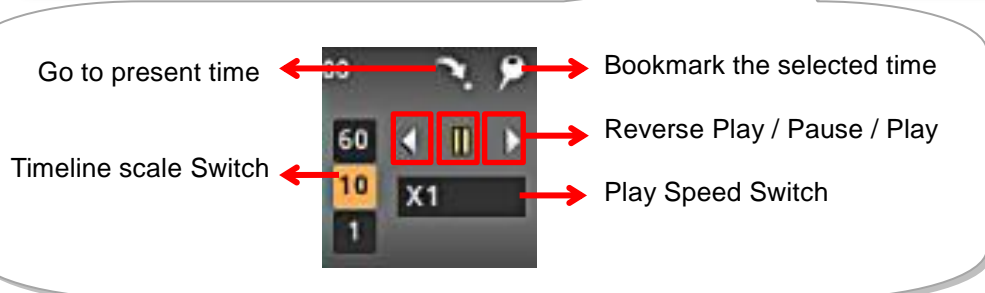 Go to present time
Bookmark the selected time
60
Reverse Play / Pause / Play
Timeline scale Switch
10
X1
Play Speed Switch
1